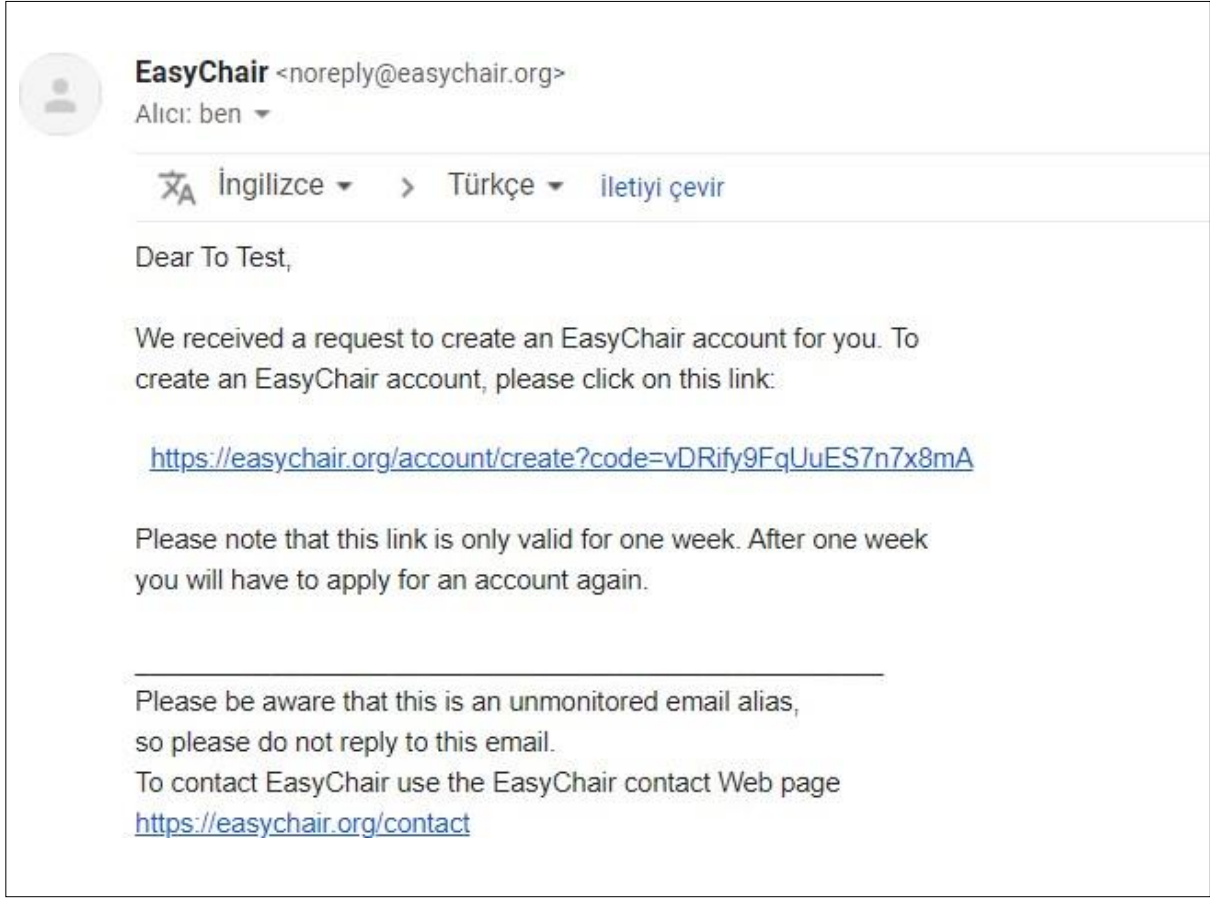 EasyChair <noreply@easychair.org>
Alıcı: ben
İngilizce > Türkçe İletiyi çevir
Dear To Test,
We received a request to create an EasyChair account for you. To
create an EasyChair account, please click on this link:
https://easychair.org/account/create?code=vDRify9FqUuES7n7x8mA
Please note that this link is only valid for one week. After one week
you will have to apply for an account again.
Please be aware that this is an unmonitored email alias,
so please do not reply to this email.
To contact EasyChair use the EasyChair contact Web page
https://easychair.org/contact